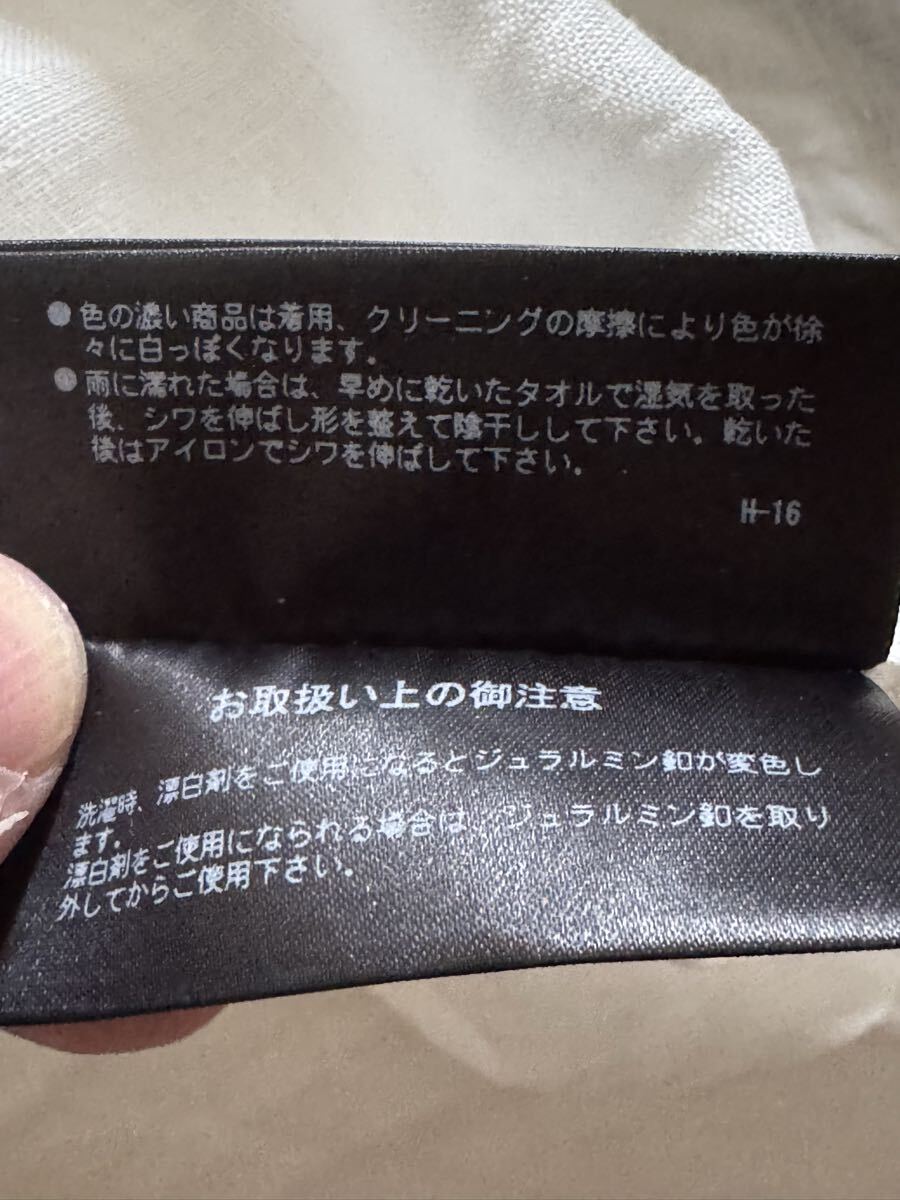 ●色の濃い商品は着用、クリーニングの摩擦により色が徐
々に白っぽくなります。
●雨に濡れた場合は、早めに乾いたタオルで湿気を取った
後、シワを伸ばし形を整えて陰干しして下さい。乾いた
後はアイロンでシワを伸ばして下さい。
H-16
お取扱い上の御注意
洗濯時、漂白剤をご使用になるとジュラルミン釦が変色し
ます。
漂白剤をご使用になられる場合は、ジュラルミン釦を取り
外してからご使用下さい。